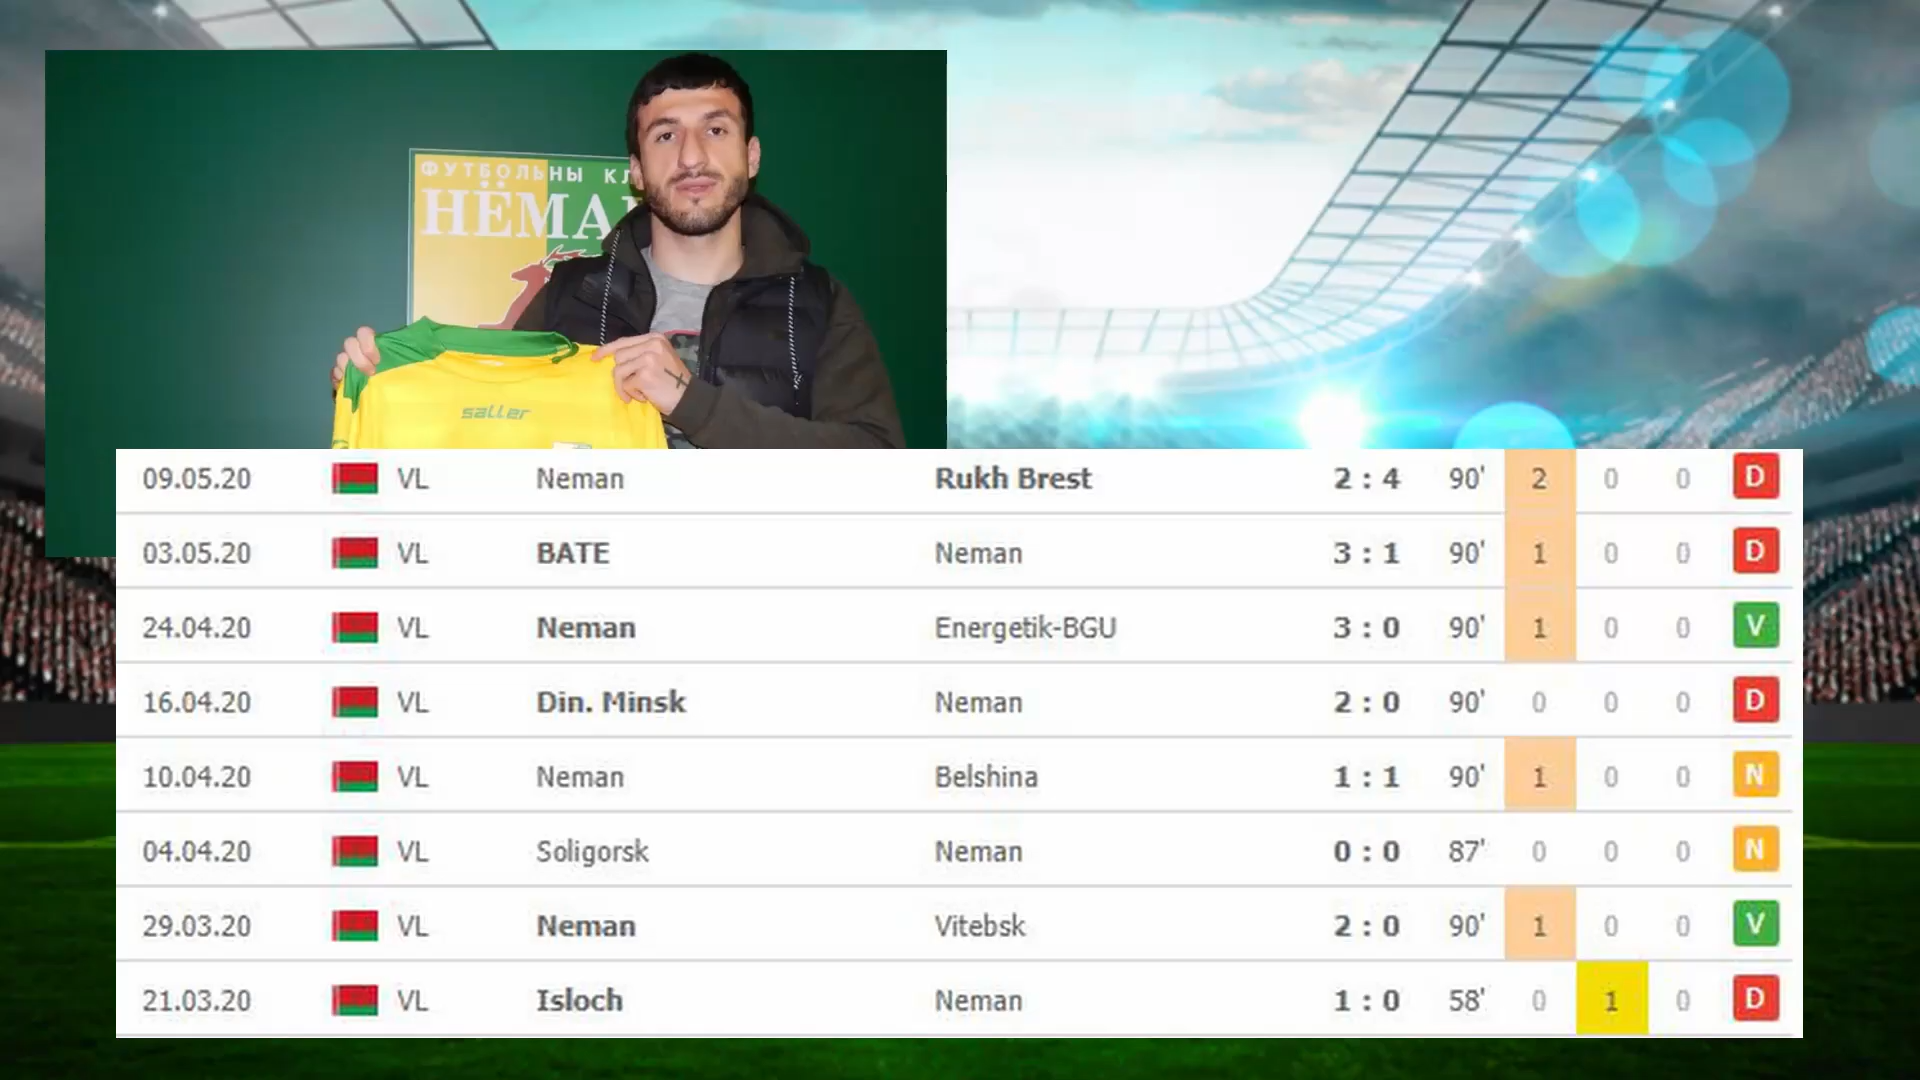 ФУТБОЛЬНЫ
НЁМА
saller
09.05.20 VL Neman Rukh Brest 2 : 4 90' 2 0 0 D
03.05.20 VL BATE Neman 3 : 1 90' 1 0 0 D
24.04.20 VL Neman Energetik-BGU 3 : 0 90' 1 0 0 V
16.04.20 VL Din. Minsk Neman 2 : 0 90' 0 0 0 D
10.04.20 VL Neman Belshina 1 : 1 90' 1 0 0 N
04.04.20 VL Soligorsk Neman 0 : 0 87' 0 0 0 N
29.03.20 VL Neman Vitebsk 2 : 0 90' 1 0 0 V
21.03.20 VL Isloch Neman 1 : 0 58' 0 1 0 D